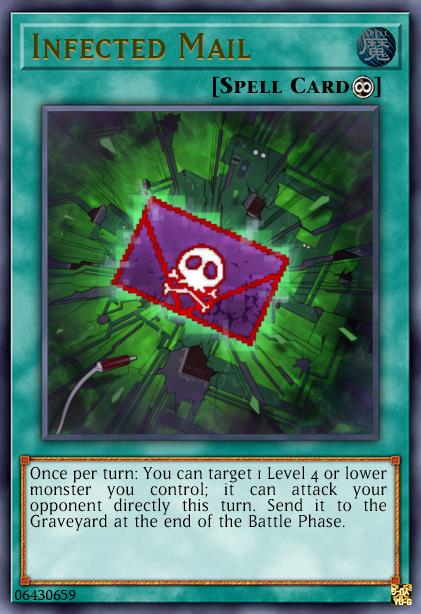 INFECTED MAIL
魔
[SPELL CARD]
Once per turn: You can target 1 Level 4 or lower
monster you control; it can attack your
opponent directly this turn. Send it to the
Graveyard at the end of the Battle Phase.
06430659